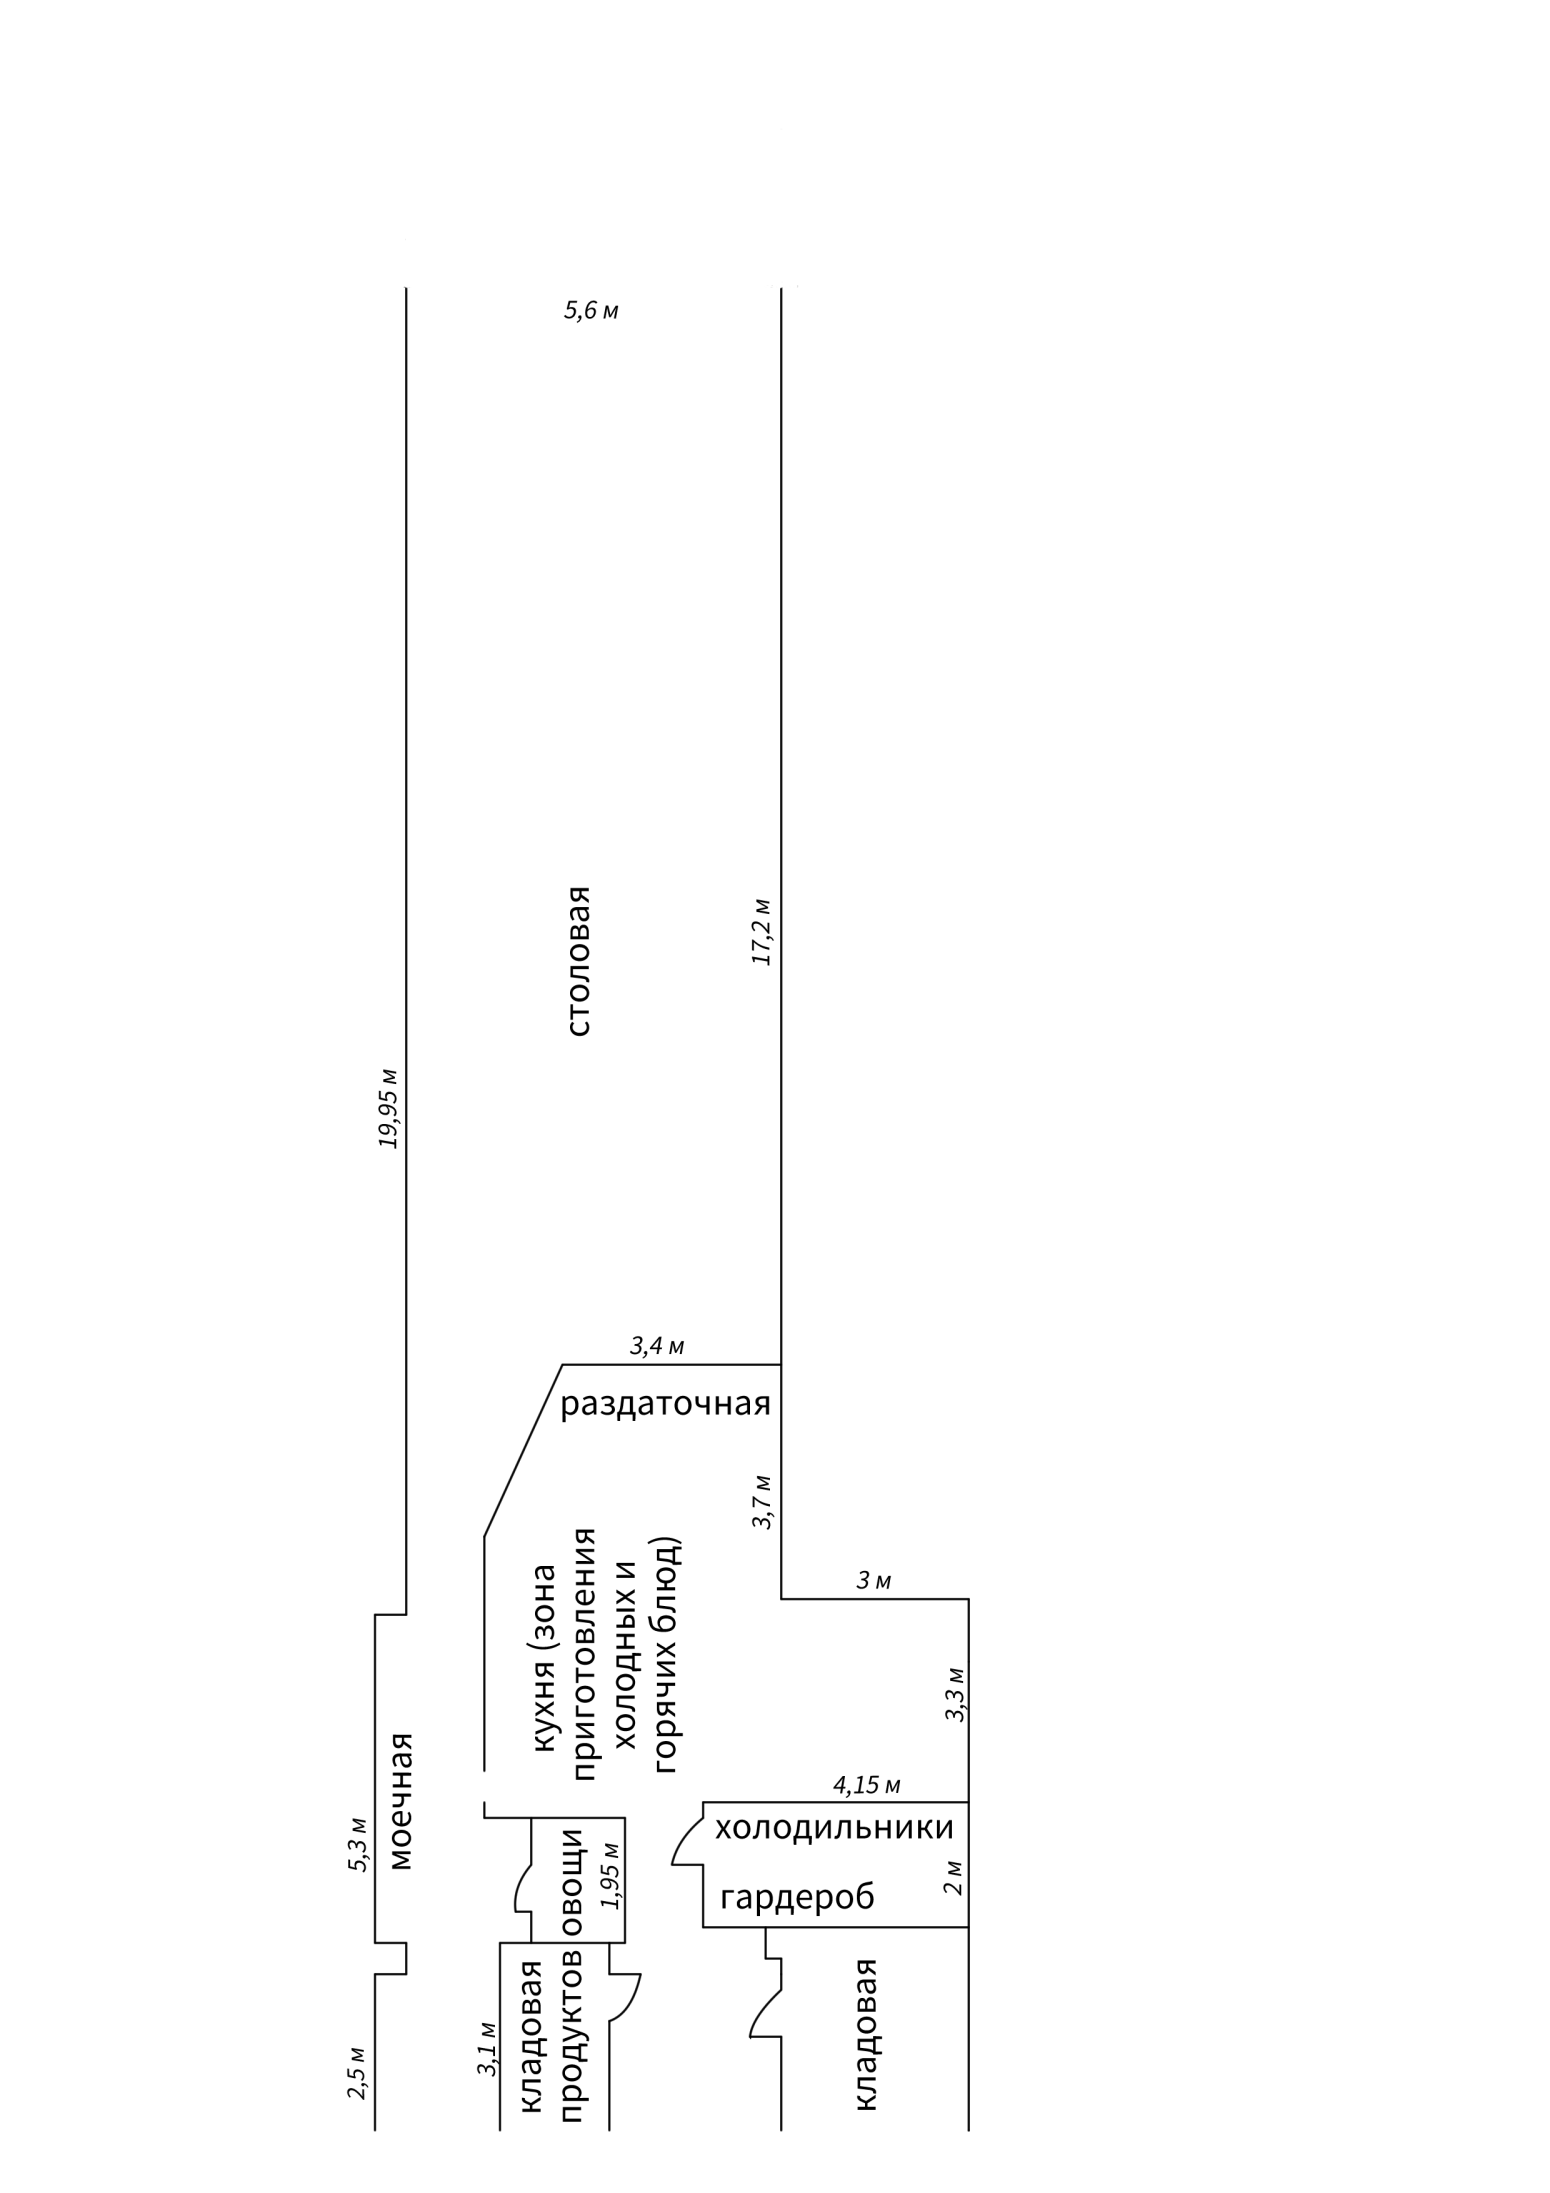 5,6 м
столовая
17,2 м
19,95 м
3,4 м
раздаточная
3,7 м
кухня (зона
приготовления
холодных и
горячих блюд)
3 м
3,3 м
моечная
5,3 м
4,15 м
холодильники
гардероб
2 м
овощи
1,95 м
кладовая
продуктов
3,1 м
2,5 м
кладовая